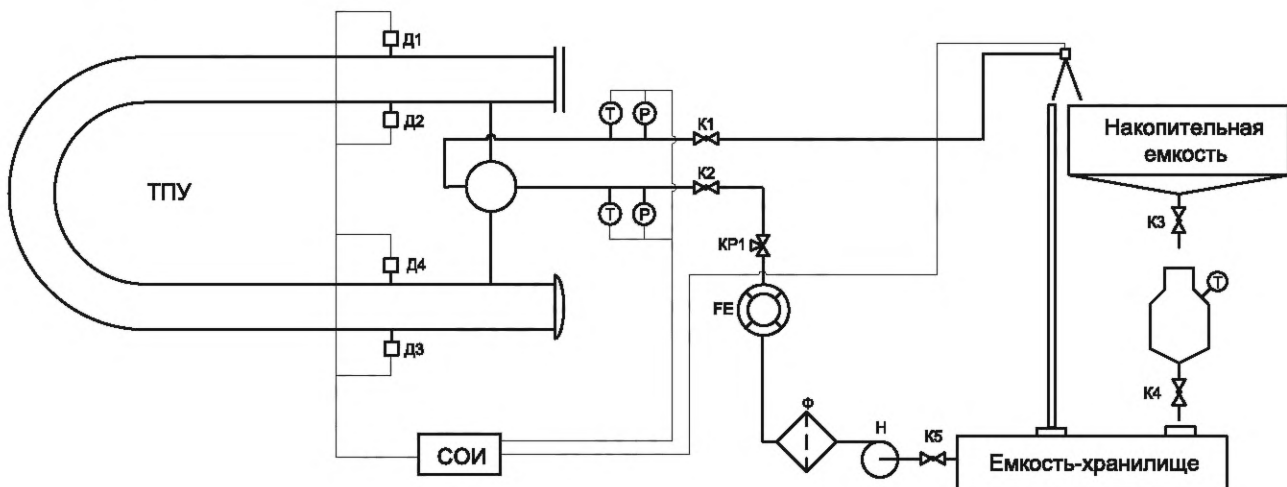 Д1
Д2
Т Р К1
Накопительная
емкость
ТПУ
К2
Т Р
К3
КР1
Д4
Т
FE
Д3
К4
Ф
Н
К5
СОИ
Емкость-хранилище